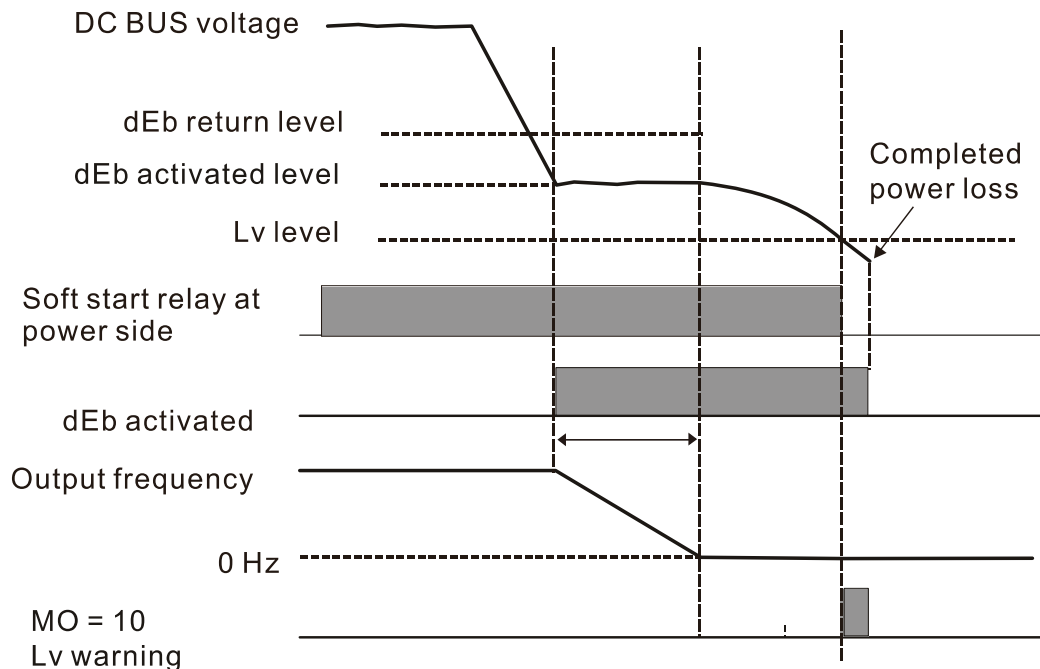 DC BUS voltage
dEb return level
dEb activated level
Completed
power loss
Lv level
Soft start relay at
power side
dEb activated
Output frequency
0 Hz
MO = 10
Lv warning